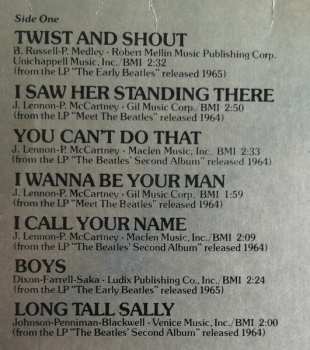 Side One
TWIST AND SHOUT
B. Russell-P. Medley - Robert Mellin Music Publishing Corp.
Unichappell Music, Inc./BMI 2:32
(from the LP "The Early Beatles" released 1965)
I SAW HER STANDING THERE
J. Lennon-P. McCartney - Gil Music Corp./BMI 2:50
(from the LP "Meet The Beatles" released 1964)
YOU CAN'T DO THAT
J. Lennon-P. McCartney - Maclen Music, Inc./BMI 2:33
(from the LP "The Beatles' Second Album" released 1964)
I WANNA BE YOUR MAN
J. Lennon-P. McCartney - Gil Music Corp./BMI 1:59
(from the LP "Meet The Beatles" released 1964)
I CALL YOUR NAME
J. Lennon-P. McCartney - Maclen Music, Inc./BMI 2:09
(from the LP "The Beatles' Second Album" released 1964)
BOYS
Dixon-Farrell-Saka - Ludix Publishing Co., Inc./BMI 2:24
(from the LP "The Early Beatles" released 1965)
LONG TALL SALLY
Johnson-Penniman-Blackwell - Venice Music, Inc./BMI 2:00
(from the LP "The Beatles' Second Album" released 1964)